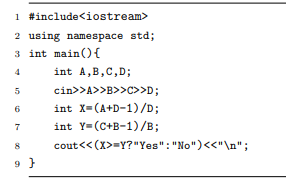 1 #include<iostream>
2 using namespace std;
3 int main(){
4 int A,B,C,D;
5 cin>>A>>B>>C>>D;
6 int X=(A+D-1)/D;
7 int Y=(C+B-1)/B;
8 cout<<(X>=Y?"Yes":"No")<<"\n";
9 }